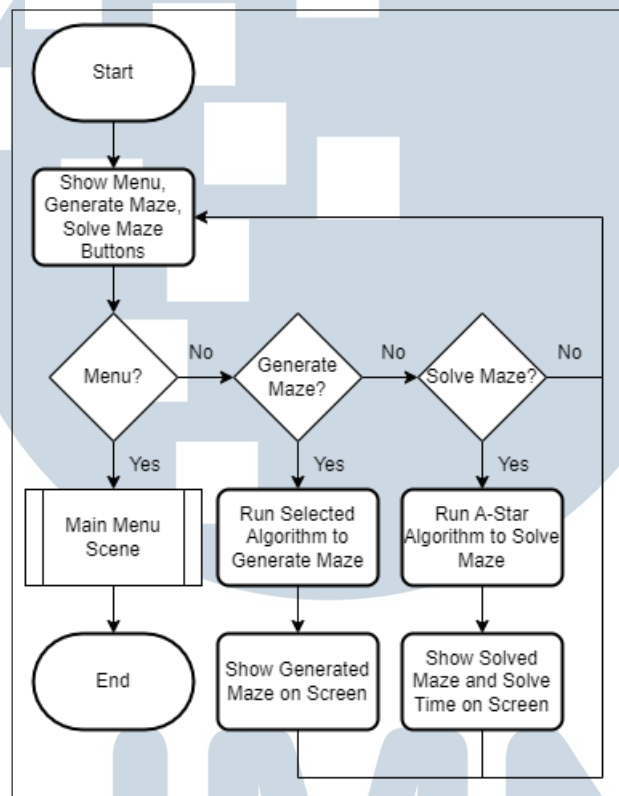 Start
Show Menu,
Generate Maze,
Solve Maze
Buttons
Menu?
No
Generate
Maze?
No
Solve Maze?
No
Yes
Yes
Yes
Main Menu
Scene
Run Selected
Algorithm to
Generate Maze
Run A-Star
Algorithm to Solve
Maze
End
Show Generated
Maze on Screen
Show Solved
Maze and Solve
Time on Screen